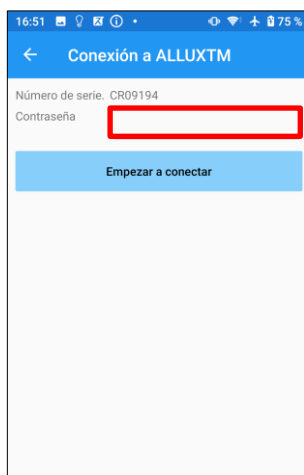 16:51 75 %
Conexión a ALLUXTM
Número de serie. CR09194
Contraseña
Empezar a conectar